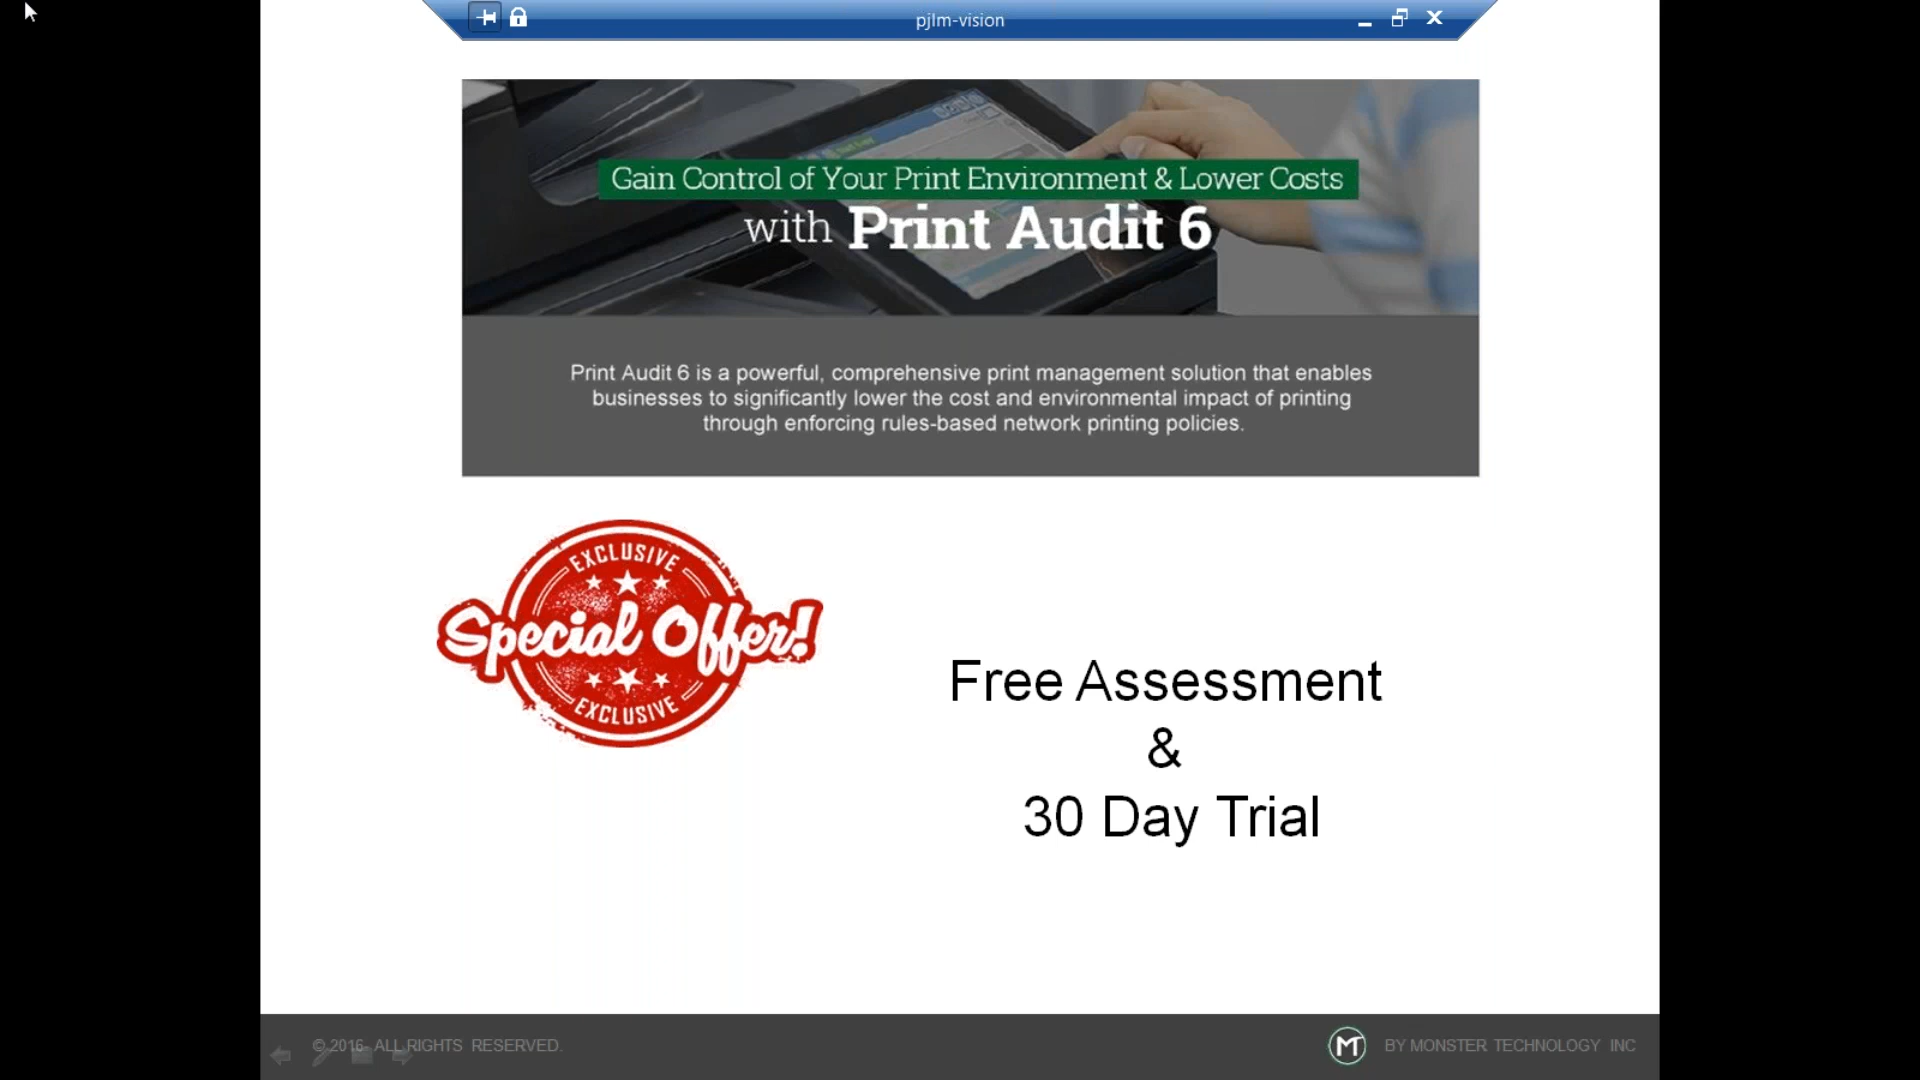 pjlm-vision
Gain Control of Your Print Environment & Lower Costs
with Print Audit 6
Print Audit 6 is a powerful, comprehensive print management solution that enables
businesses to significantly lower the cost and environmental impact of printing
through enforcing rules-based network printing policies.
EXCLUSIVE
Special Offer!
EXCLUSIVE
Free Assessment
&
30 Day Trial
© 2016- ALL RIGHTS RESERVED.
BY MONSTER TECHNOLOGY INC